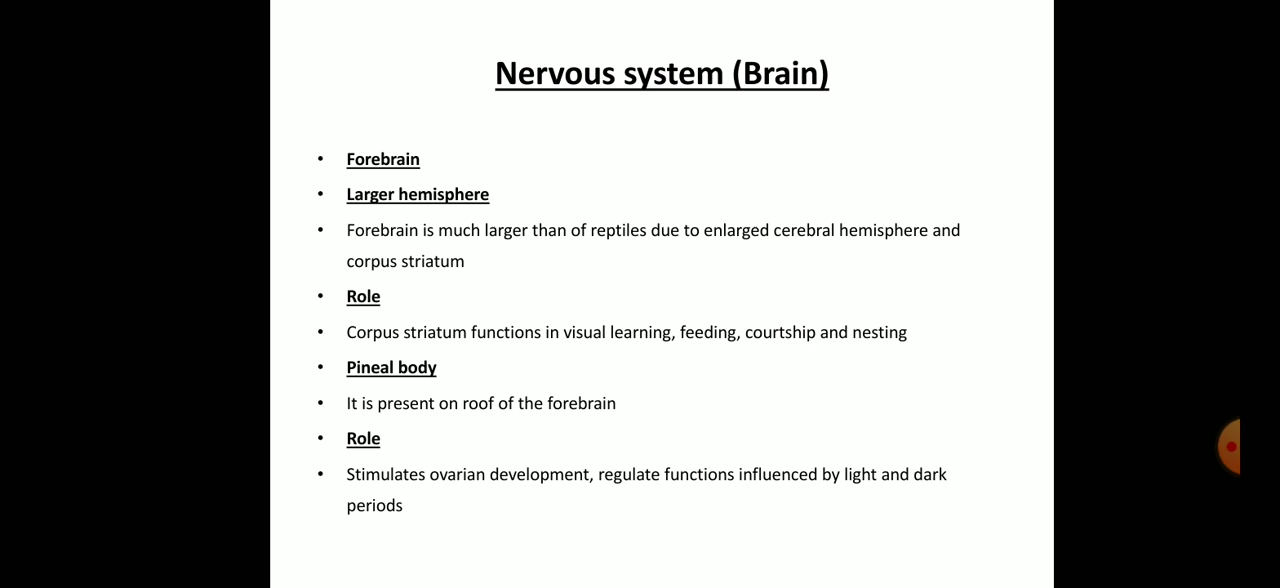 Nervous system (Brain)
• Forebrain
• Larger hemisphere
• Forebrain is much larger than of reptiles due to enlarged cerebral hemisphere and
corpus striatum
• Role
• Corpus striatum functions in visual learning, feeding, courtship and nesting
• Pineal body
• It is present on roof of the forebrain
• Role
• Stimulates ovarian development, regulate functions influenced by light and dark
periods